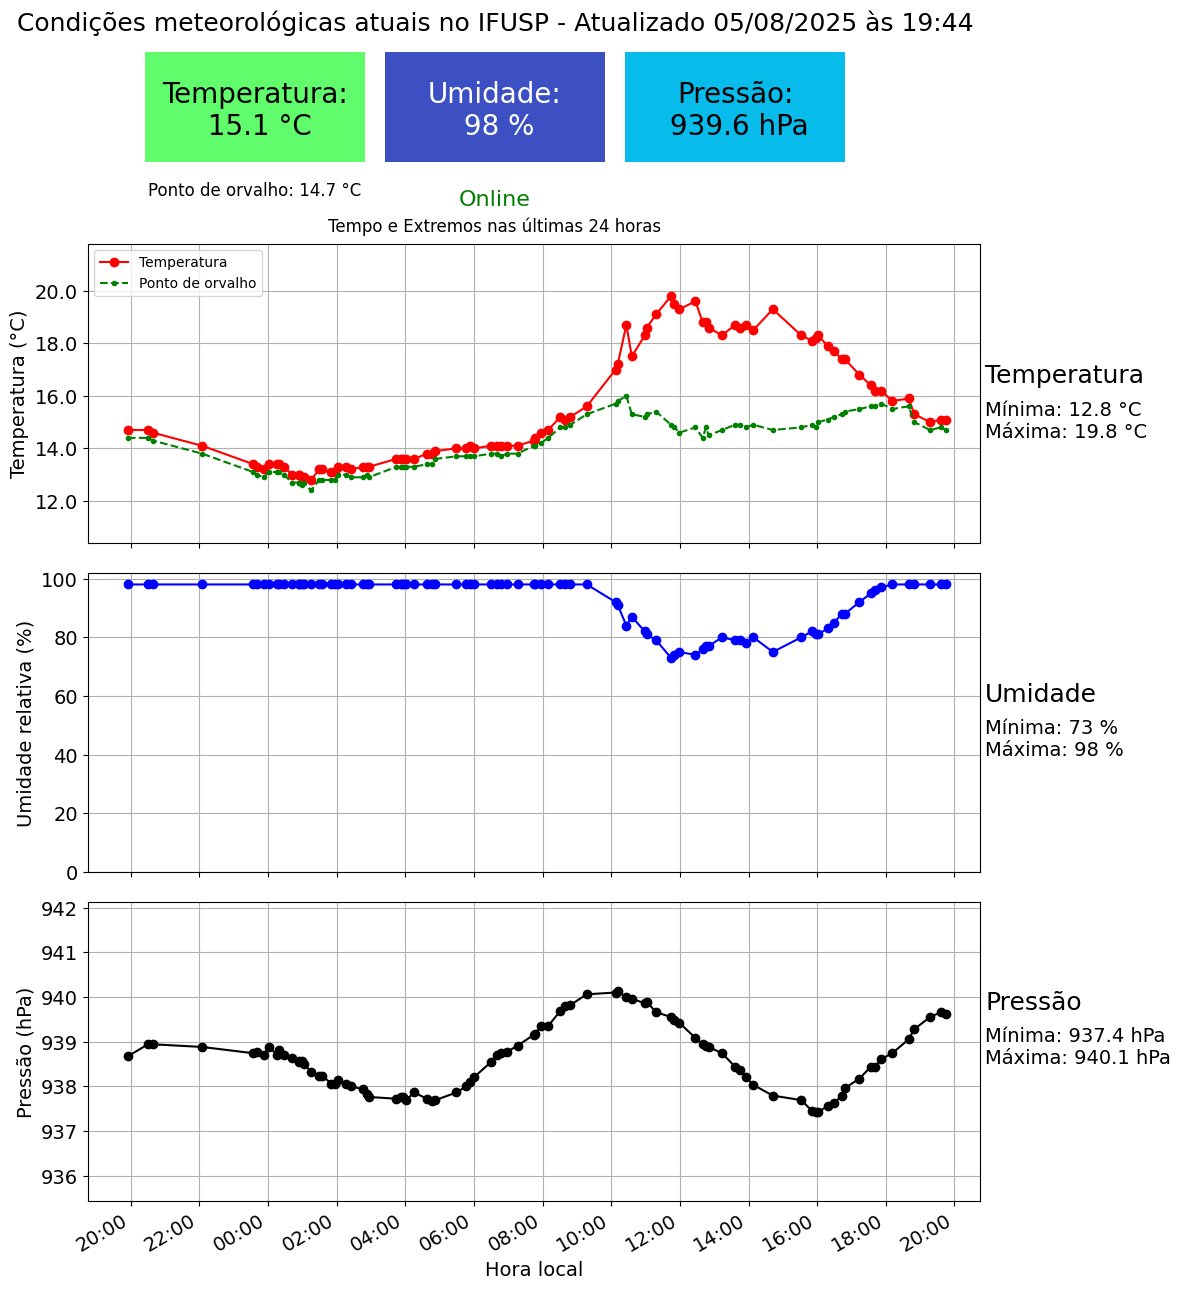 Condições meteorológicas atuais no IFUSP - Atualizado 05/08/2025 às 19:44
Temperatura:
15.1 °C
Umidade:
98 %
Pressão:
939.6 hPa
Ponto de orvalho: 14.7 °C
Online
Tempo e Extremos nas últimas 24 horas
Temperatura
Ponto de orvalho
Temperatura (°C)
20.0
18.0
16.0
14.0
12.0
Temperatura
Mínima: 12.8 °C
Máxima: 19.8 °C
Umidade relativa (%)
100
80
60
40
20
0
Umidade
Mínima: 73 %
Máxima: 98 %
Pressão (hPa)
942
941
940
939
938
937
936
Pressão
Mínima: 937.4 hPa
Máxima: 940.1 hPa
20:00 22:00 00:00 02:00 04:00 06:00 08:00 10:00 12:00 14:00 16:00 18:00 20:00
Hora local